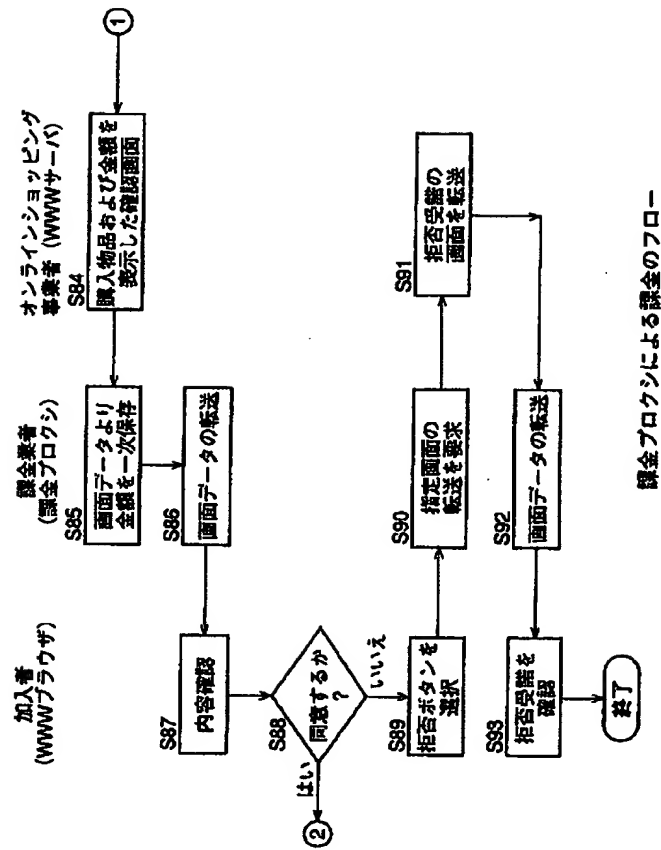 加入者
(WWWブラウザ)
課金業者
(課金プロクシ)
オンラインショッピング
事業者 (WWWサーバ)
①
S84
購入物品および金額を
表示した確認画面
S85
画面データより
金額を一次保存
S86
画面データの転送
S87
内容確認
S88
同意するか
?
はい
②
いいえ
S89
拒否ボタンを
選択
S90
指定画面の
転送を要求
S91
拒否受諾の
画面を転送
S92
画面データの転送
S93
拒否受諾を
確認
終了
課金プロクシによる課金のフロー